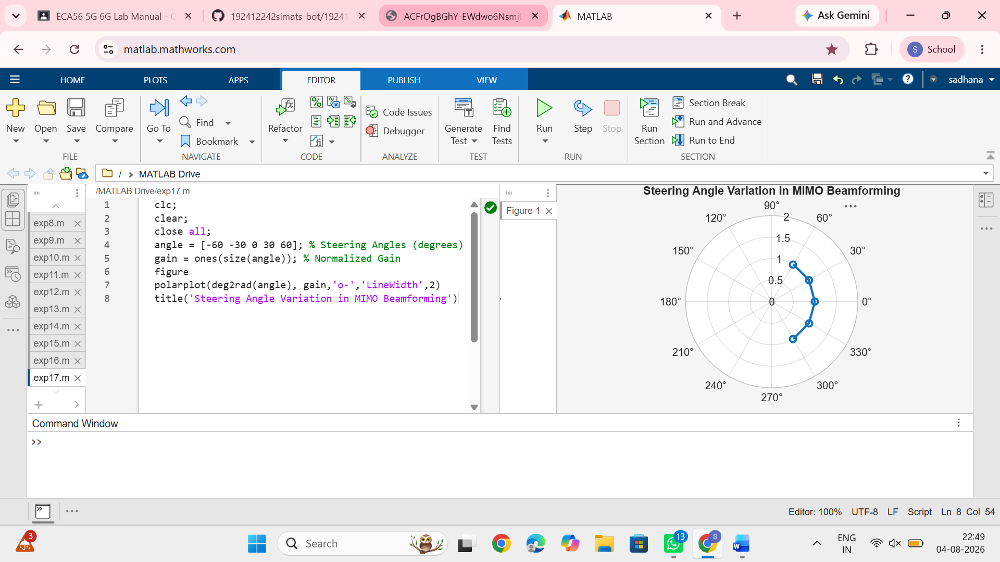 ECA56 5G 6G Lab Manual -
192412242simats-bot/1924
ACFrOgBGhY-EWdwo6Nsmj
MATLAB
Ask Gemini
matlab.mathworks.com
S School
HOME PLOTS APPS EDITOR PUBLISH VIEW
sadhana
New Open Save Compare
FILE
Go To
Find
Bookmark
NAVIGATE
Refactor
CODE
Code Issues
Debugger
ANALYZE
Generate Test
Find Tests
TEST
Run Step Stop
RUN
Run Section
Section Break
Run and Advance
Run to End
SECTION
/ › MATLAB Drive
exp8.m
exp9.m
exp10.m
exp11.m
exp12.m
exp13.m
exp14.m
exp15.m
exp16.m
exp17.m
/MATLAB Drive/exp17.m
1 clc;
2 clear;
3 close all;
4 angle = [-60 -30 0 30 60]; % Steering Angles (degrees)
5 gain = ones(size(angle)); % Normalized Gain
6 figure
7 polarplot(deg2rad(angle), gain,'o-','LineWidth',2)
8 title('Steering Angle Variation in MIMO Beamforming')
Figure 1
Steering Angle Variation in MIMO Beamforming
90°
120° 2 60°
1.5
150° 1 30°
0.5
180° 0 0°
210° 330°
240° 300°
270°
Command Window
>>
Editor: 100% UTF-8 LF Script Ln 8 Col 54
3
Search
13
S
ENG
IN
22:49
04-08-2026